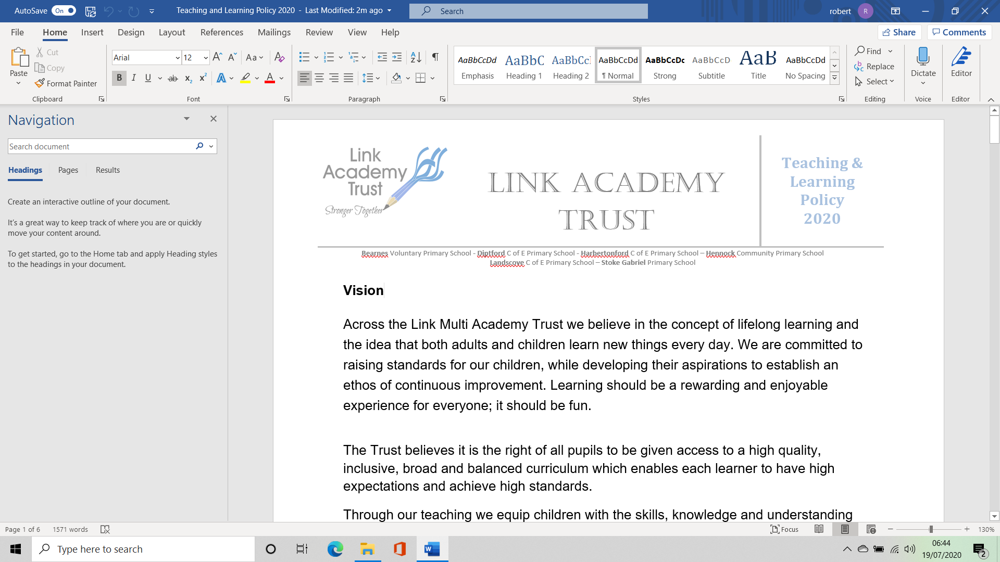 AutoSave On Teaching and Learning Policy 2020 - Last Modified: 2m ago Search robert R
File Home Insert Design Layout References Mailings Review View Help Share Comments
Paste Cut Copy Format Painter Clipboard
Arial 12 Aa B I U ab x2 x2 A A Font
Paragraph
AaBbCcDd AaBbC AaBbCc AaBbCcDd AaBbCcDc AaBbCcD AaB AaBbCcDd
Emphasis Heading 1 Heading 2 ¶ Normal Strong Subtitle Title No Spacing
Styles
Find Replace Select Editing
Dictate Voice
Editor Editor
Navigation
Search document
Headings Pages Results
Create an interactive outline of your document.
It's a great way to keep track of where you are or quickly
move your content around.
To get started, go to the Home tab and apply Heading styles
to the headings in your document.
Link
Academy
Trust
Stronger Together
LINK ACADEMY
TRUST
Teaching &
Learning
Policy
2020
Bearnes Voluntary Primary School - Diptford C of E Primary School - Harbertonford C of E Primary School – Hennock Community Primary School
Landscove C of E Primary School – Stoke Gabriel Primary School
Vision
Across the Link Multi Academy Trust we believe in the concept of lifelong learning and
the idea that both adults and children learn new things every day. We are committed to
raising standards for our children, while developing their aspirations to establish an
ethos of continuous improvement. Learning should be a rewarding and enjoyable
experience for everyone; it should be fun.
The Trust believes it is the right of all pupils to be given access to a high quality,
inclusive, broad and balanced curriculum which enables each learner to have high
expectations and achieve high standards.
Through our teaching we equip children with the skills, knowledge and understanding
Page 1 of 6 1571 words Focus 130%
Type here to search
06:44
19/07/2020
2